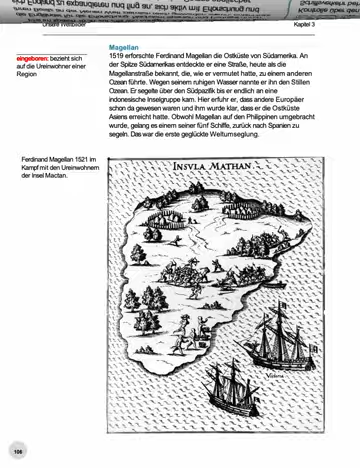 Unsere Weltbilder
Kapitel 3
Magellan
eingeboren: bezieht sich
auf die Ureinwohner einer
Region
1519 erforschte Ferdinand Magellan die Ostküste von Südamerika. An
der Spitze Südamerikas entdeckte er eine Straße, heute als die
Magellanstraße bekannt, die, wie er vermutet hatte, zu einem anderen
Ozean führte. Wegen seinem ruhigen Wasser nannte er ihn den Stillen
Ozean. Er segelte über den Südpazifik bis er endlich an eine
indonesische Inselgruppe kam. Hier erfuhr er, dass andere Europäer
schon da gewesen waren und ihm wurde klar, dass er die Ostküste
Asiens erreicht hatte. Obwohl Magellan auf den Philippinen umgebracht
wurde, gelang es einem seiner fünf Schiffe, zurück nach Spanien zu
segeln. Das war die erste geglückte Weltumseglung.
Ferdinand Magellan 1521 im
Kampf mit den Ureinwohnern
der Insel Mactan.
INSVLA MATHAN
Victoria
106